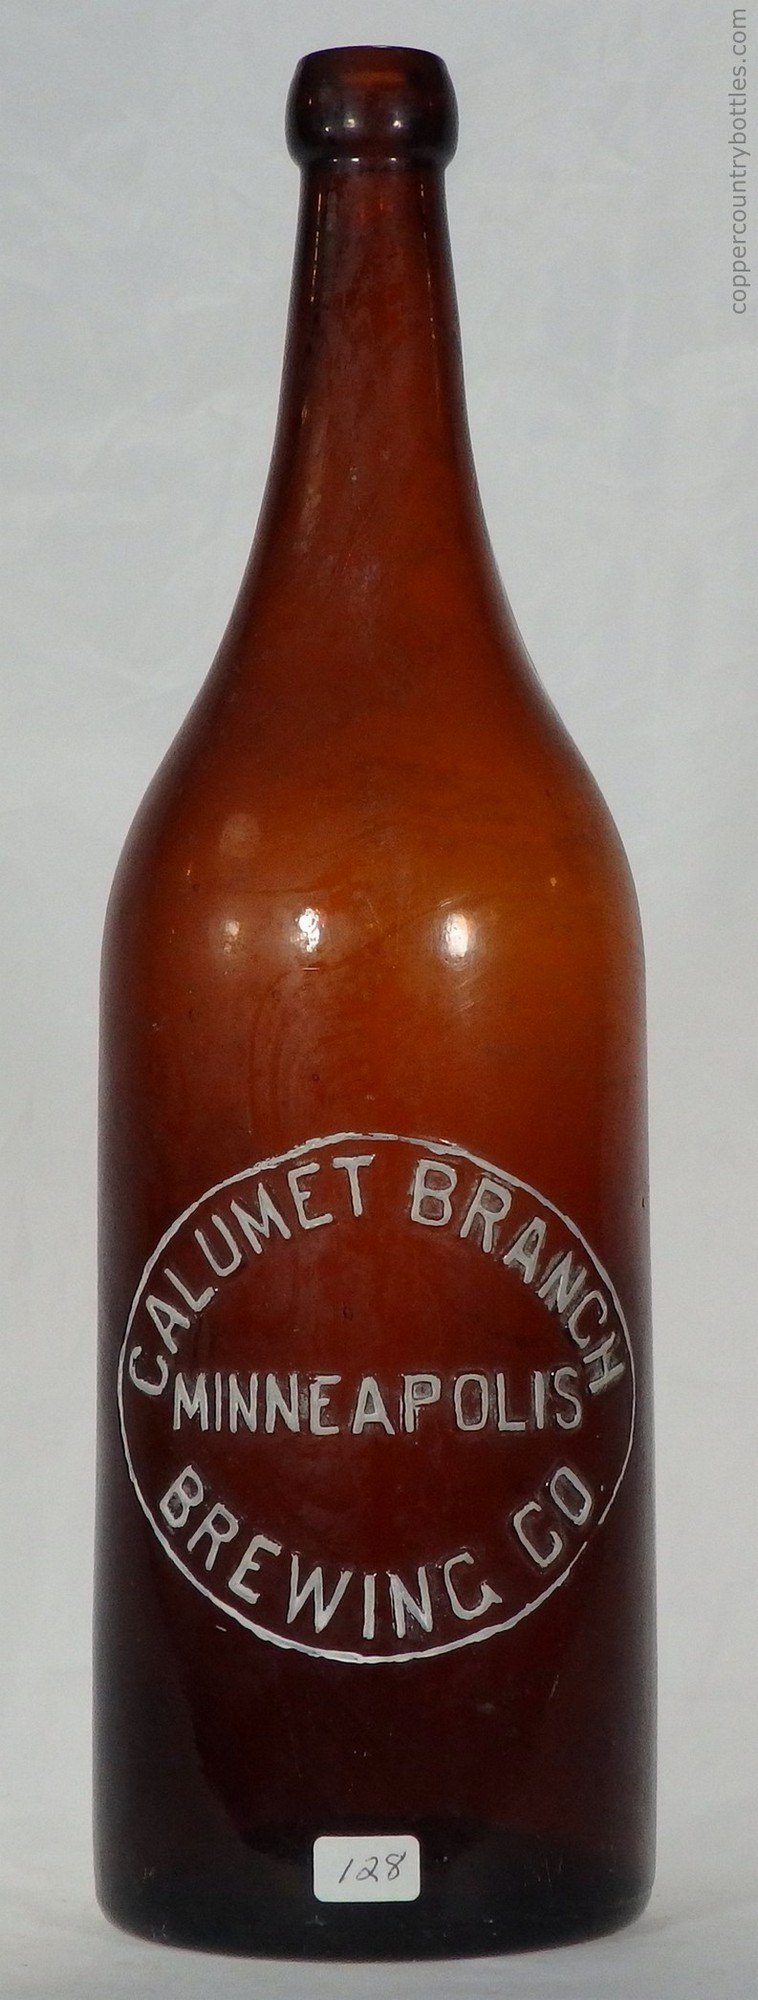 coppercountrybottles.com
CALUMET BRANCH
MINNEAPOLIS
BREWING CO.
128